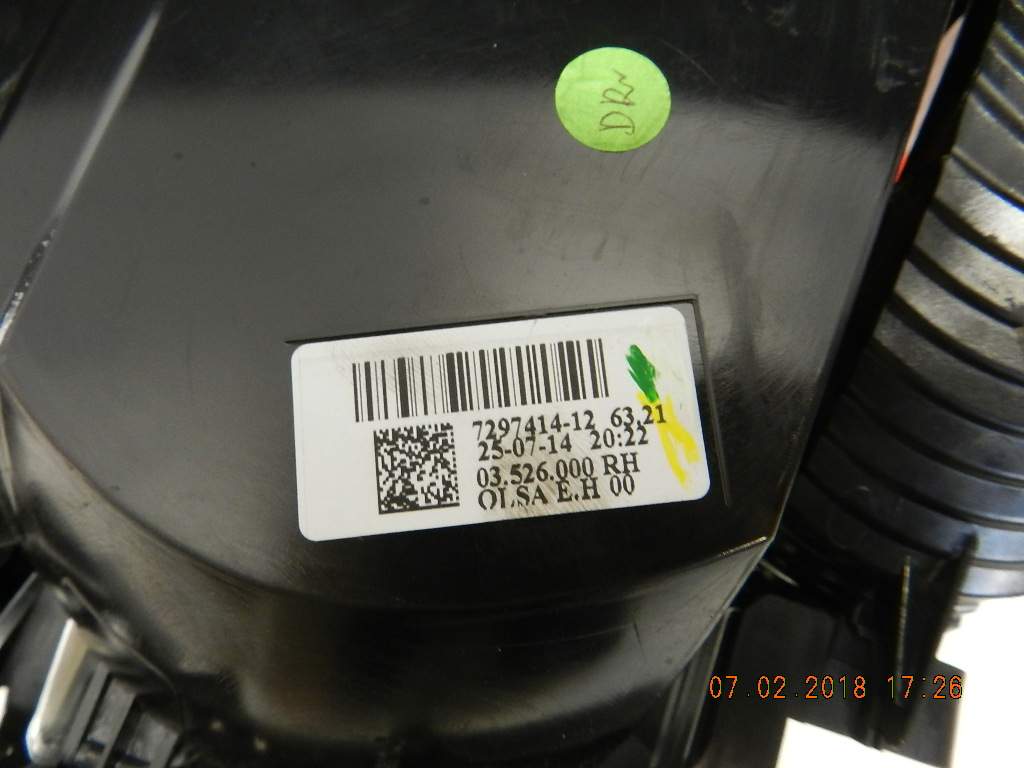 DRN
7297414-12 63.21
25-07-14 20:22
03.526.000 RH
OLSA E.H 00
07.02.2018 17:26